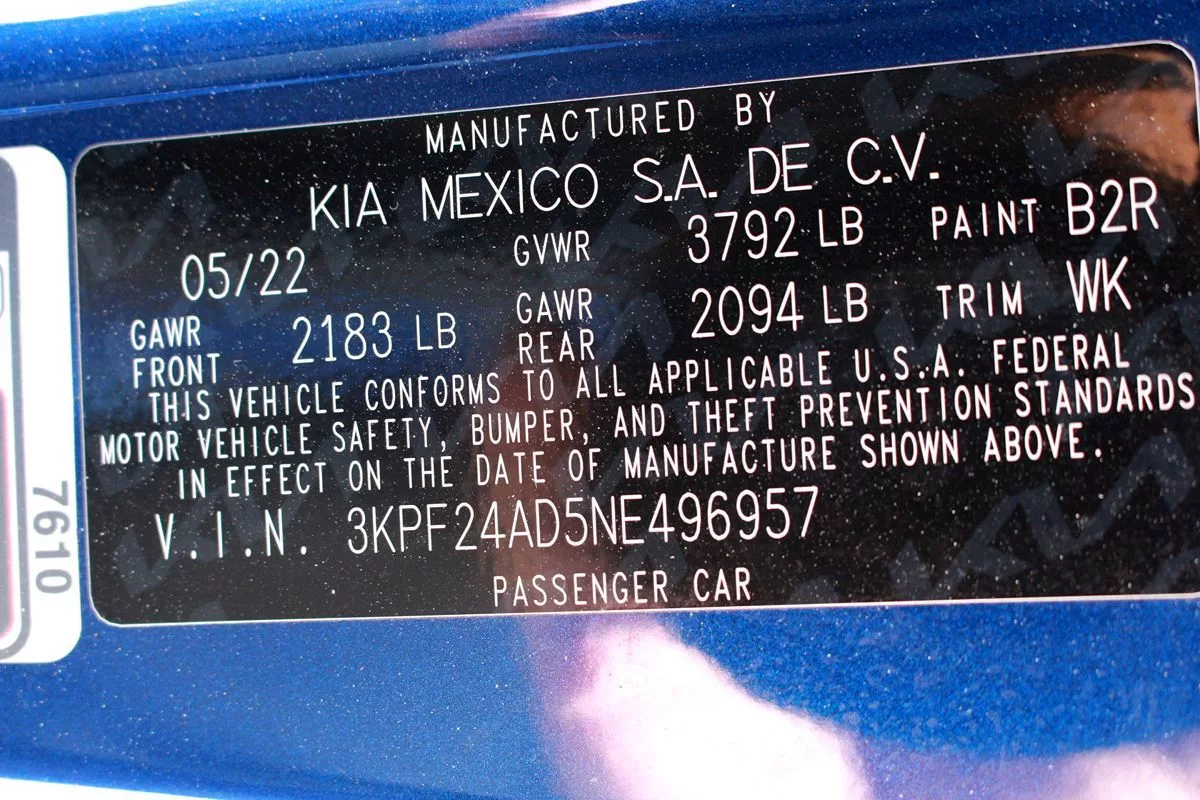 MANUFACTURED BY
KIA MEXICO S.A. DE C.V.
05/22 GVWR 3792 LB PAINT B2R
GAWR FRONT 2183 LB GAWR REAR 2094 LB TRIM WK
THIS VEHICLE CONFORMS TO ALL APPLICABLE U.S.A. FEDERAL
MOTOR VEHICLE SAFETY, BUMPER, AND THEFT PREVENTION STANDARDS
IN EFFECT ON THE DATE OF MANUFACTURE SHOWN ABOVE.
V.I.N. 3KPF24AD5NE496957
PASSENGER CAR
7610